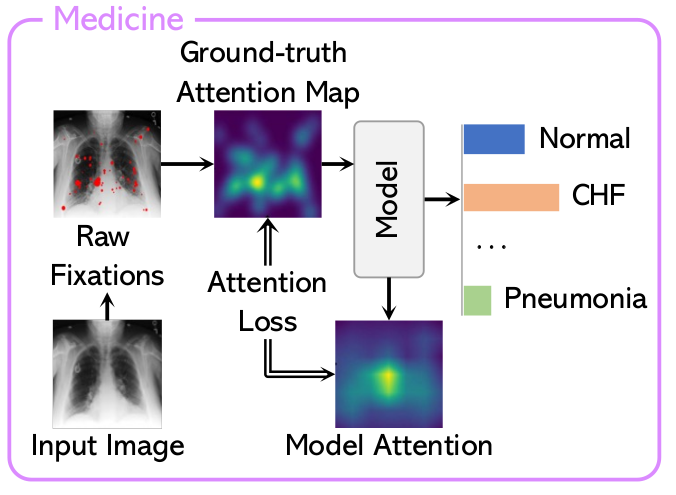 Medicine
Ground-truth
Attention Map
Raw
Fixations
Input Image
Attention
Loss
Model
Model Attention
Normal
CHF
...
Pneumonia